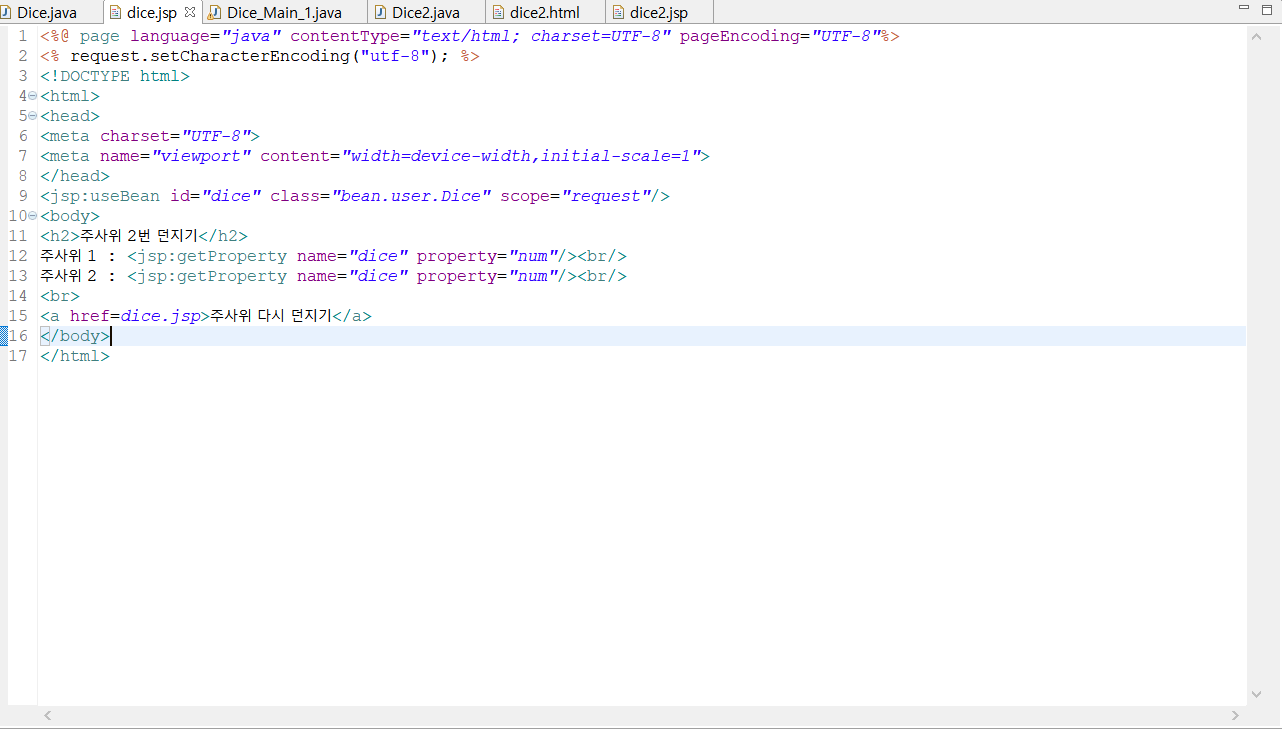 Dice.java dice.jsp Dice_Main_1.java Dice2.java dice2.html dice2.jsp
1 <%@ page language="java" contentType="text/html; charset=UTF-8" pageEncoding="UTF-8"%>
2 <% request.setCharacterEncoding("utf-8"); %>
3 <!DOCTYPE html>
4 <html>
5 <head>
6 <meta charset="UTF-8">
7 <meta name="viewport" content="width=device-width,initial-scale=1">
8 </head>
9 <jsp:useBean id="dice" class="bean.user.Dice" scope="request"/>
10 <body>
11 <h2>주사위 2번 던지기</h2>
12 주사위 1 : <jsp:getProperty name="dice" property="num"/><br/>
13 주사위 2 : <jsp:getProperty name="dice" property="num"/><br/>
14 <br>
15 <a href=dice.jsp>주사위 다시 던지기</a>
16 </body>
17 </html>